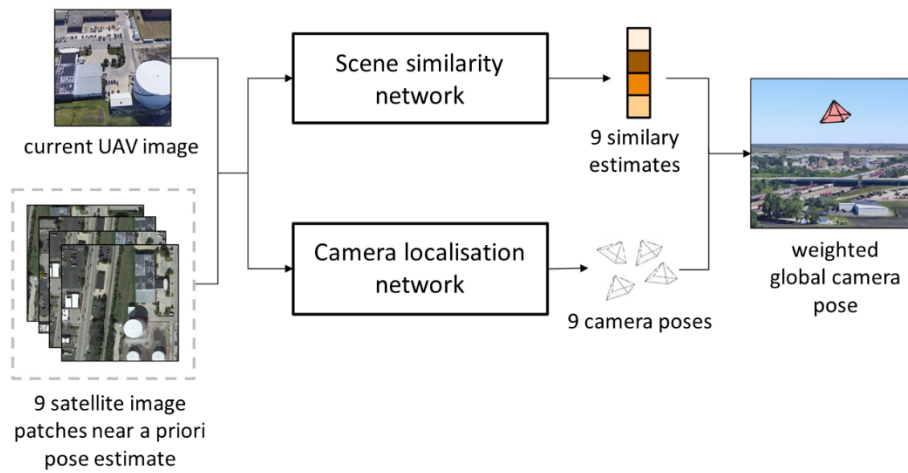 current UAV image
9 satellite image
patches near a priori
pose estimate
Scene similarity
network
Camera localisation
network
9 similary
estimates
9 camera poses
weighted
global camera
pose